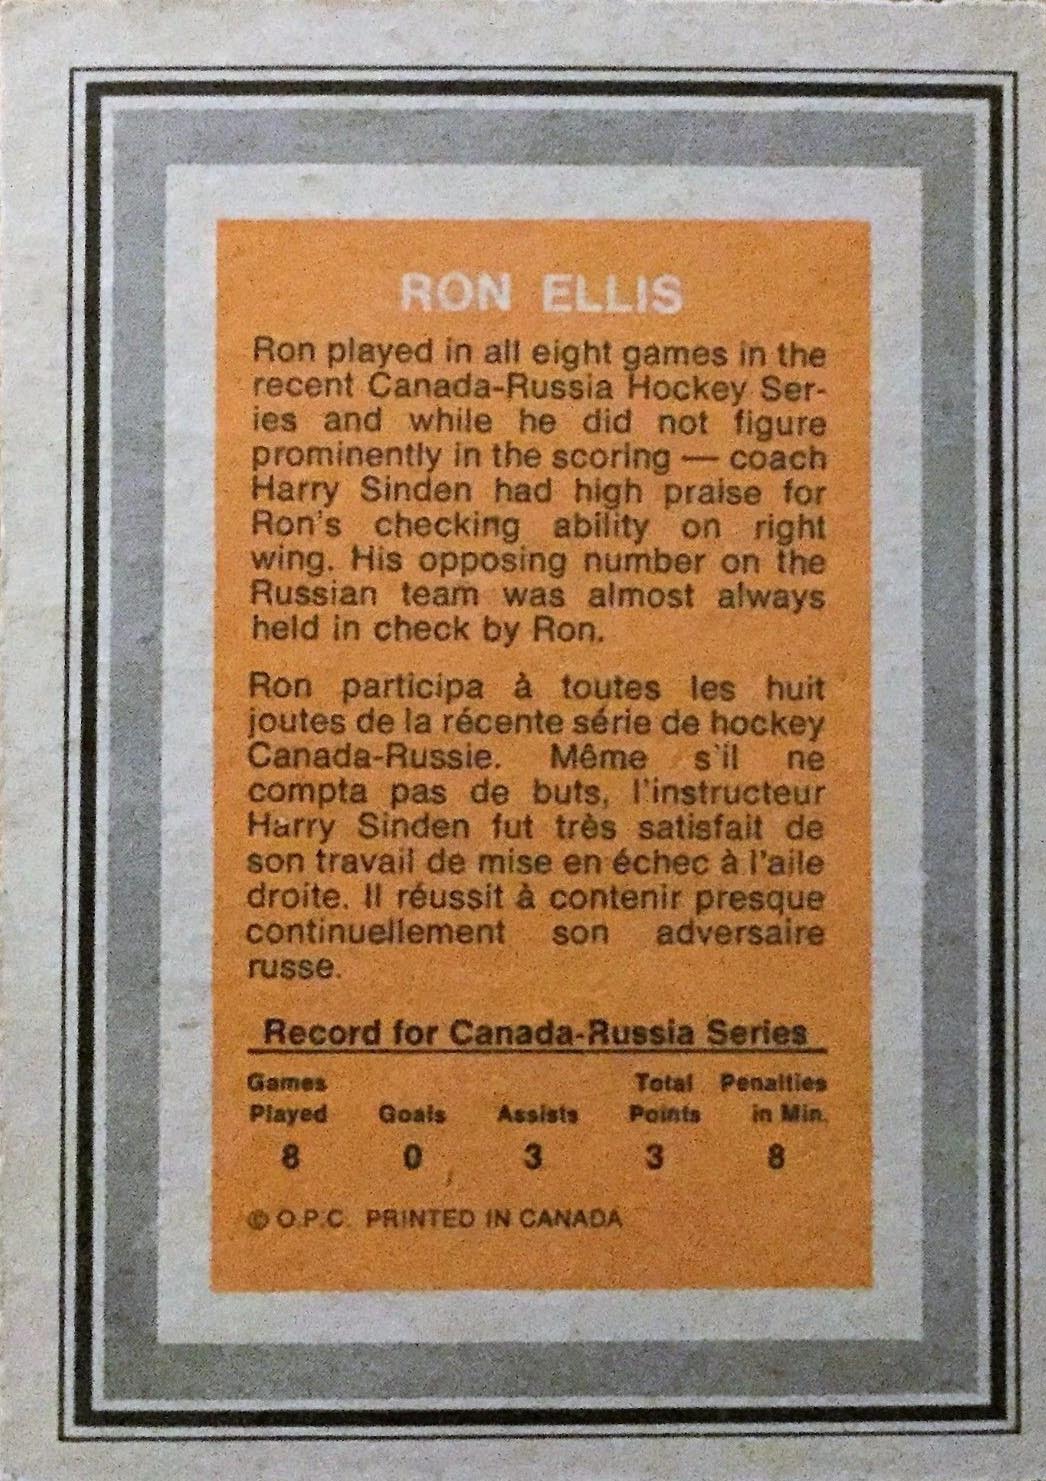 RON ELLIS
Ron played in all eight games in the
recent Canada-Russia Hockey Ser-
ies and while he did not figure
prominently in the scoring — coach
Harry Sinden had high praise for
Ron's checking ability on right
wing. His opposing number on the
Russian team was almost always
held in check by Ron.
Ron participa à toutes les huit
joutes de la récente série de hockey
Canada-Russie. Même s'il ne
compta pas de buts, l'instructeur
Harry Sinden fut très satisfait de
son travail de mise en échec à l'aile
droite. Il réussit à contenir presque
continuellement son adversaire
russe.
Record for Canada-Russia Series
Games Total Penalties
Played Goals Assists Points in Min.
8 0 3 3 8
© O.P.C. PRINTED IN CANADA